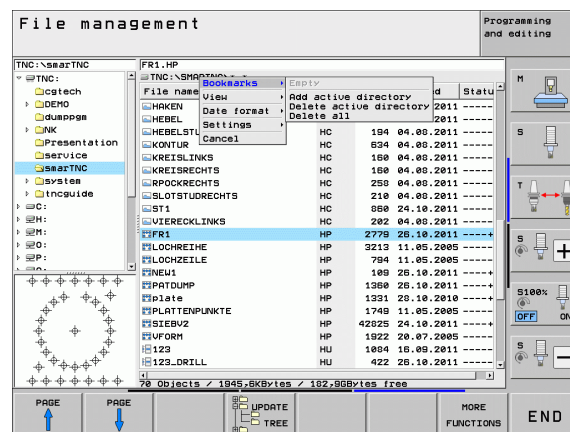 File management
Programming
and editing
TNC:\smarTNC
FR1.HP
TNC:
cgtech
DEMO
dumppgm
NK
Presentation
service
smarTNC
system
tncguide
C:
H:
M:
O:
P:
TNC:\SMARTNC\*.*
File name
Statu
Bookmarks
View
Date format
Settings
Cancel
Empty
Add active directory
Delete active directory
Delete all
HAKEN 2011 -----
HEBEL 2011 -----
HEBELSTU HC 194 04.08.2011 -----
KONTUR HC 634 04.08.2011 -----
KREISLINKS HC 160 04.08.2011 -----
KREISRECHTS HC 160 04.08.2011 -----
RPOCKRECHTS HC 258 04.08.2011 -----
SLOTSTUDRECHTS HC 210 04.08.2011 -----
ST1 HC 860 24.10.2011 -----
VIERECKLINKS HC 202 04.08.2011 -----
FR1 HP 2779 26.10.2011 ----+
LOCHREIHE HP 3213 11.05.2005 ----+
LOCHZEILE HP 794 11.05.2005 -----
NEW1 HP 109 26.10.2011 ----+
PATDUMP HP 1360 26.10.2011 -----
plate HP 1331 28.10.2010 ----+
PLATTENPUNKTE HP 1749 11.05.2005 -----
SIEBV2 HP 42825 24.10.2011 ----+
VFORM HP 1922 20.07.2005 -----
123 HU 1084 16.09.2011 -----
123_DRILL HU 422 26.10.2011 -----
70 Objects / 1945,6KBytes / 182,9GBytes free
M
S
T
S
S100%
OFF ON
S
PAGE
PAGE
UPDATE
TREE
MORE
FUNCTIONS
END